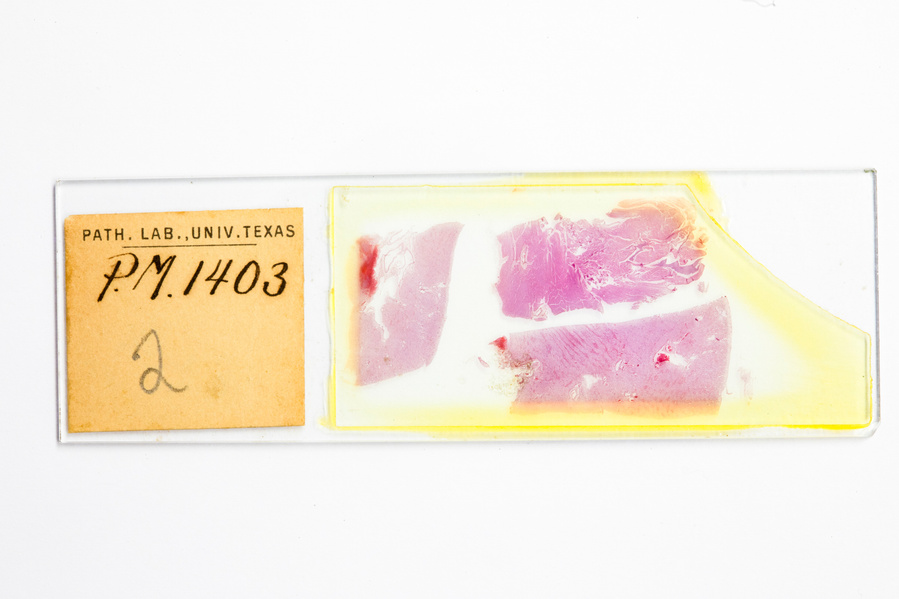 PATH. LAB., UNIV. TEXAS
P.M. 1403
2